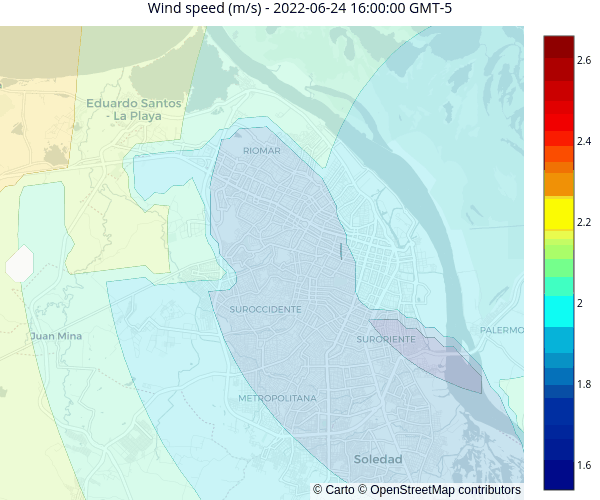 Wind speed (m/s) - 2022-06-24 16:00:00 GMT-5
2.6
Eduardo Santos
- La Playa
2.4
RIOMAR
2.2
SUROCCIDENTE
2
Juan Mina
SURORIENTE
PALERMO
1.8
METROPOLITANA
Soledad
1.6
© Carto © OpenStreetMap contributors